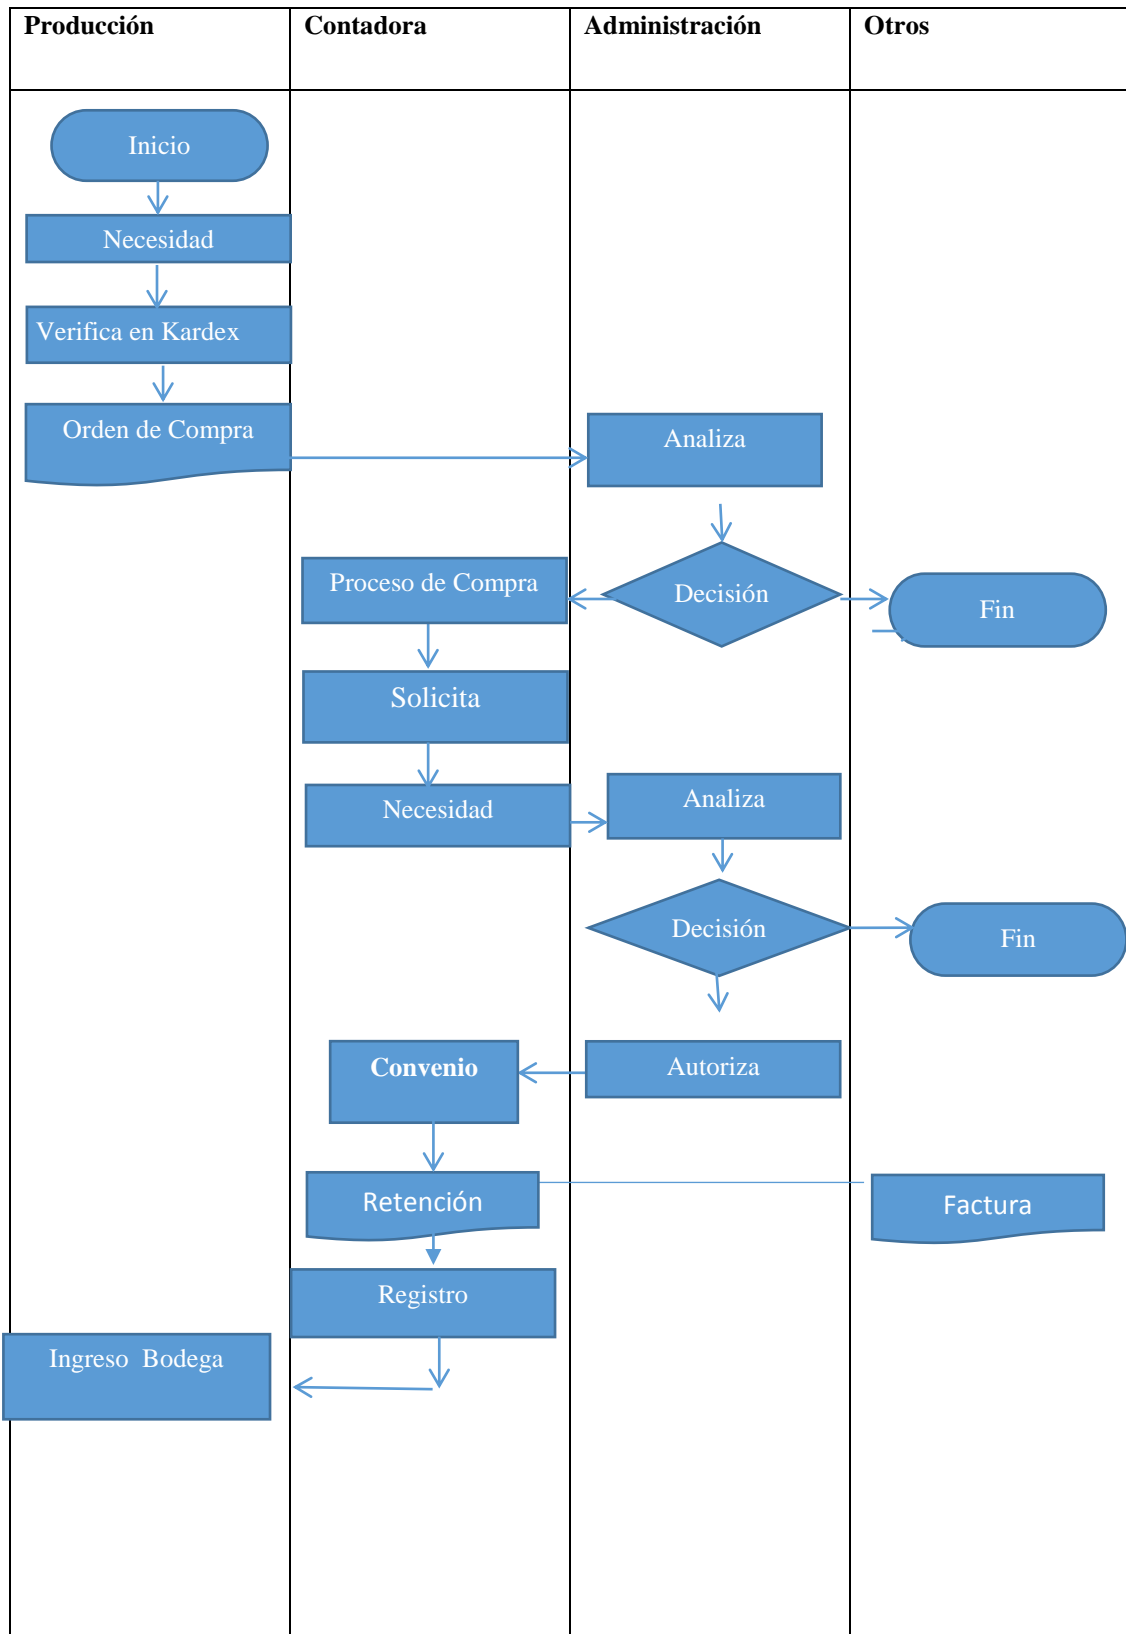 Producción
Contadora
Administración
Otros
Inicio
Necesidad
Verifica en Kardex
Orden de Compra
Analiza
Proceso de Compra
Decisión
Fin
Solicita
Necesidad
Analiza
Decisión
Fin
Convenio
Autoriza
Retención
Factura
Registro
Ingreso  Bodega